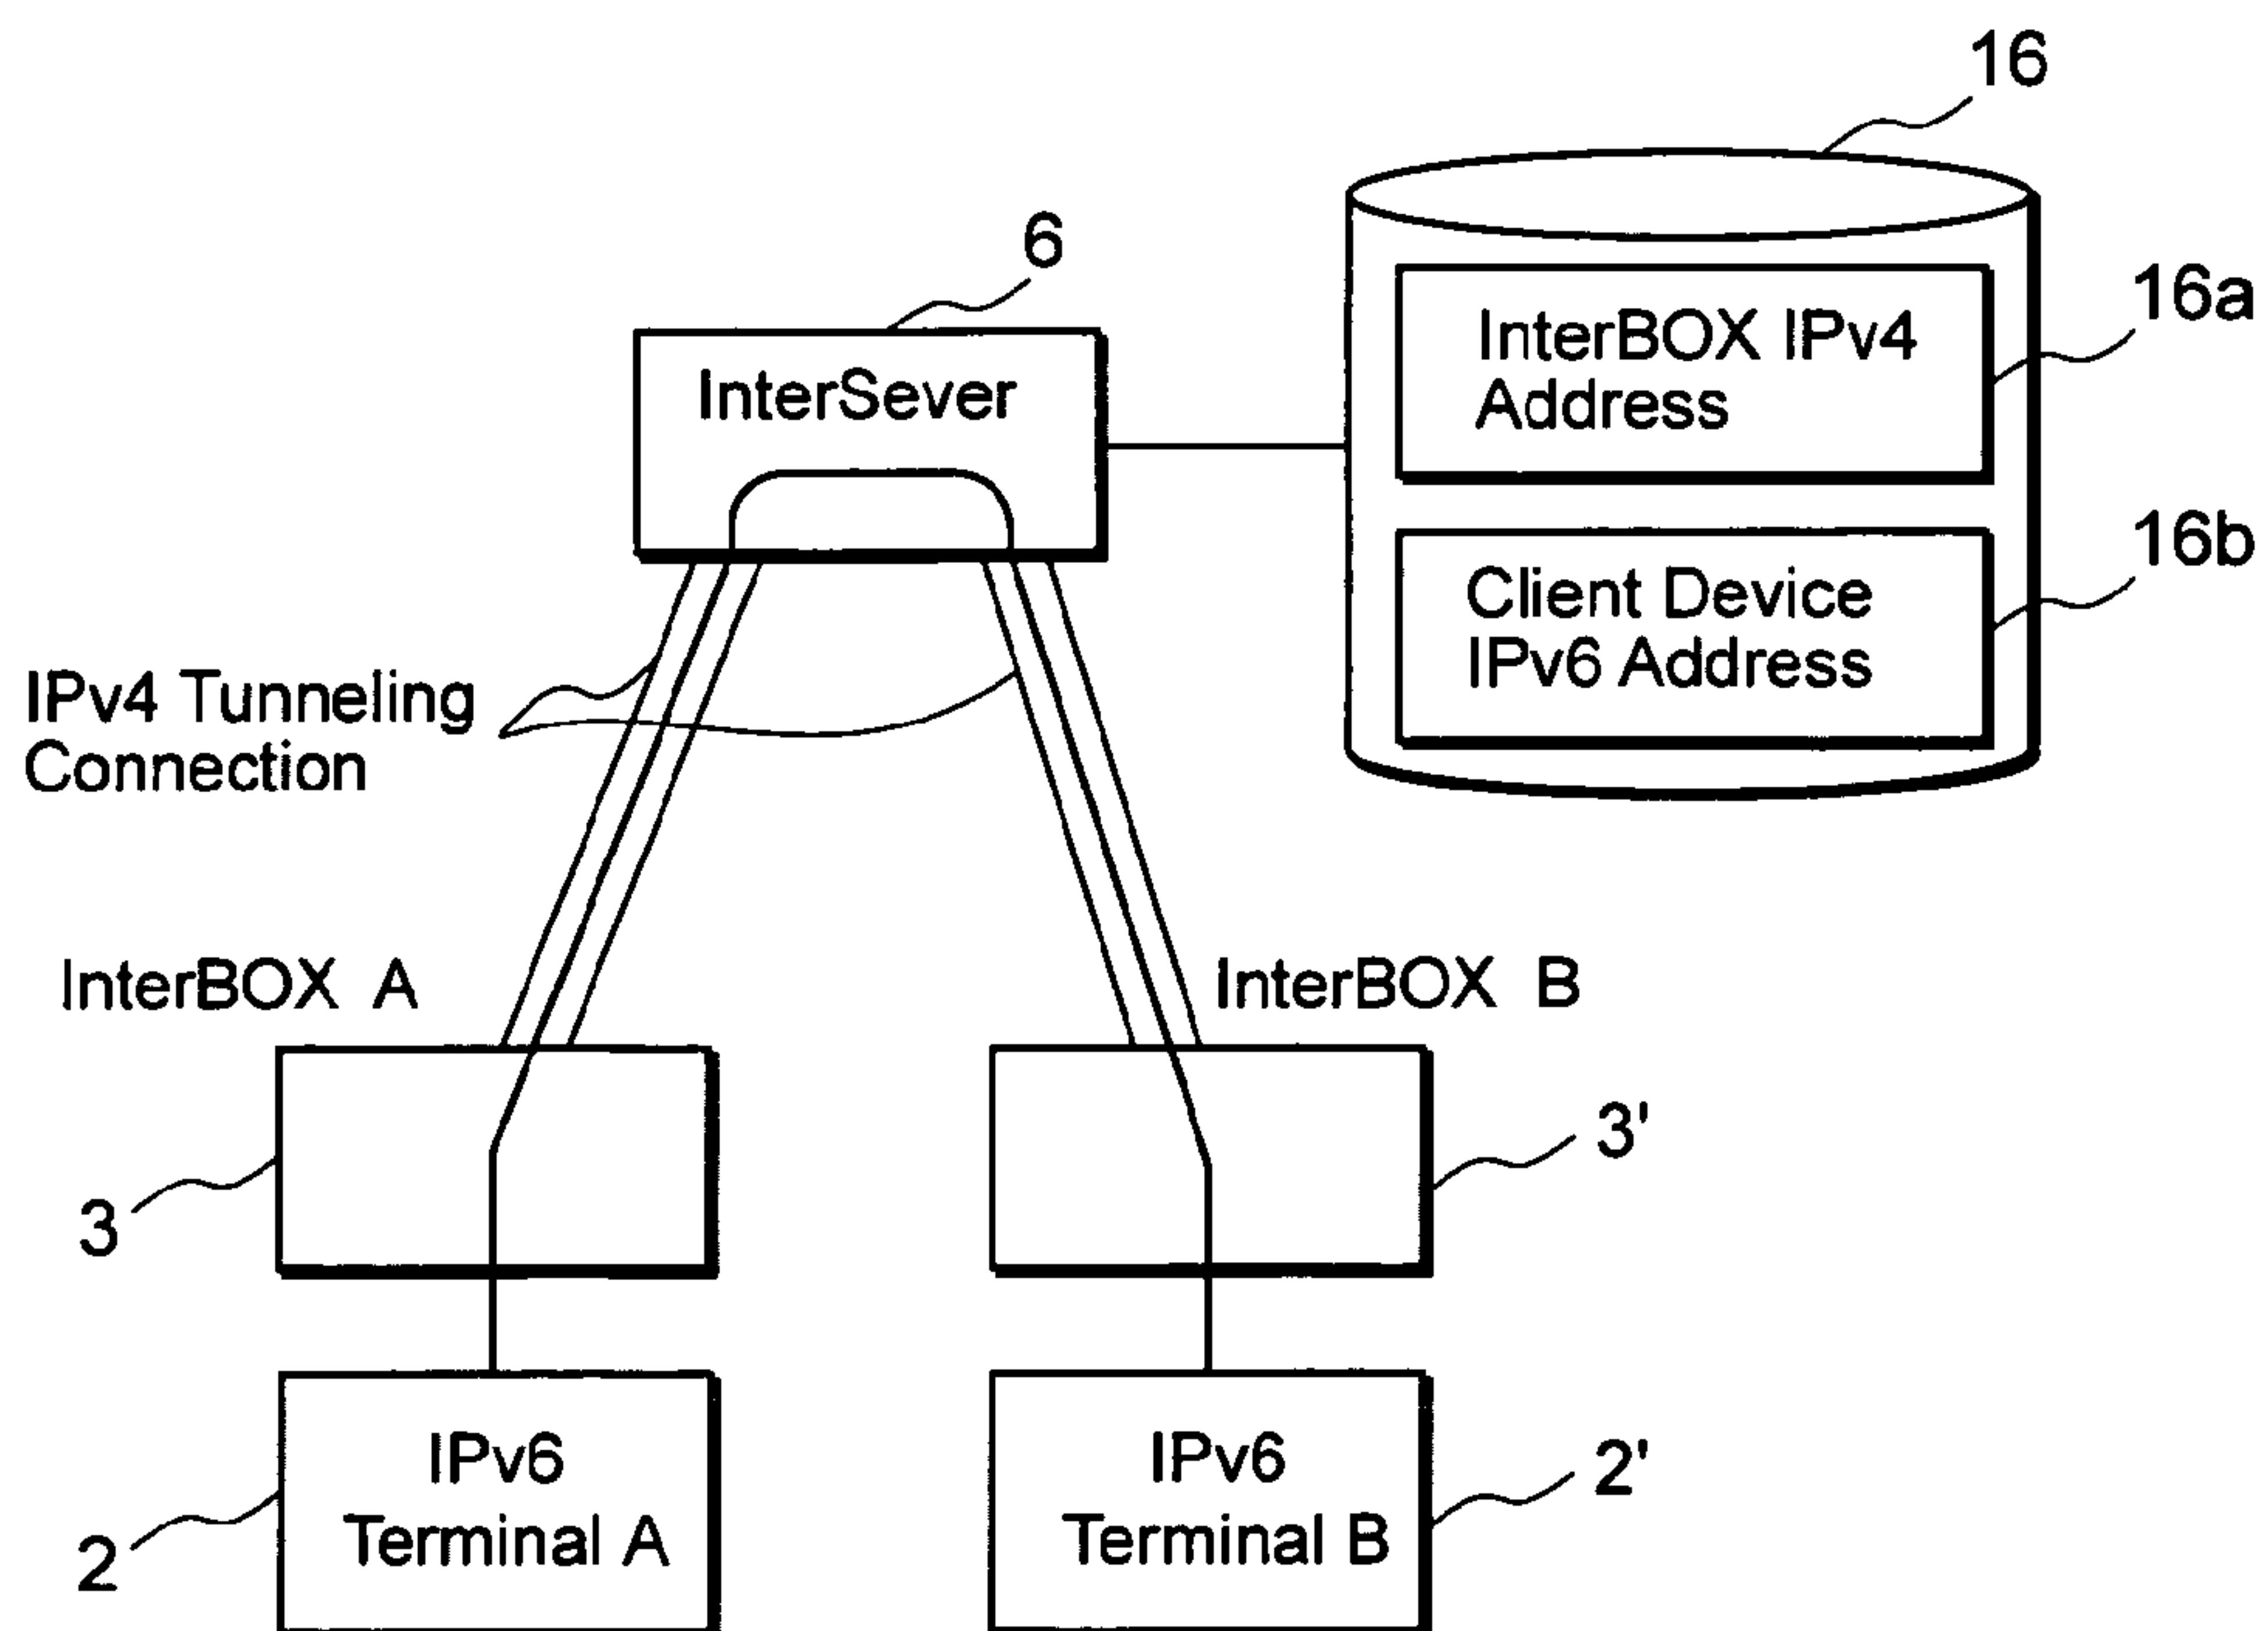 16
6
InterBOX IPv4
Address
16a
InterSever
Client Device
IPv6 Address
16b
IPv4 Tunneling
Connection
InterBOX A
InterBOX B
3
3'
IPv6
Terminal A
2
IPv6
Terminal B
2'